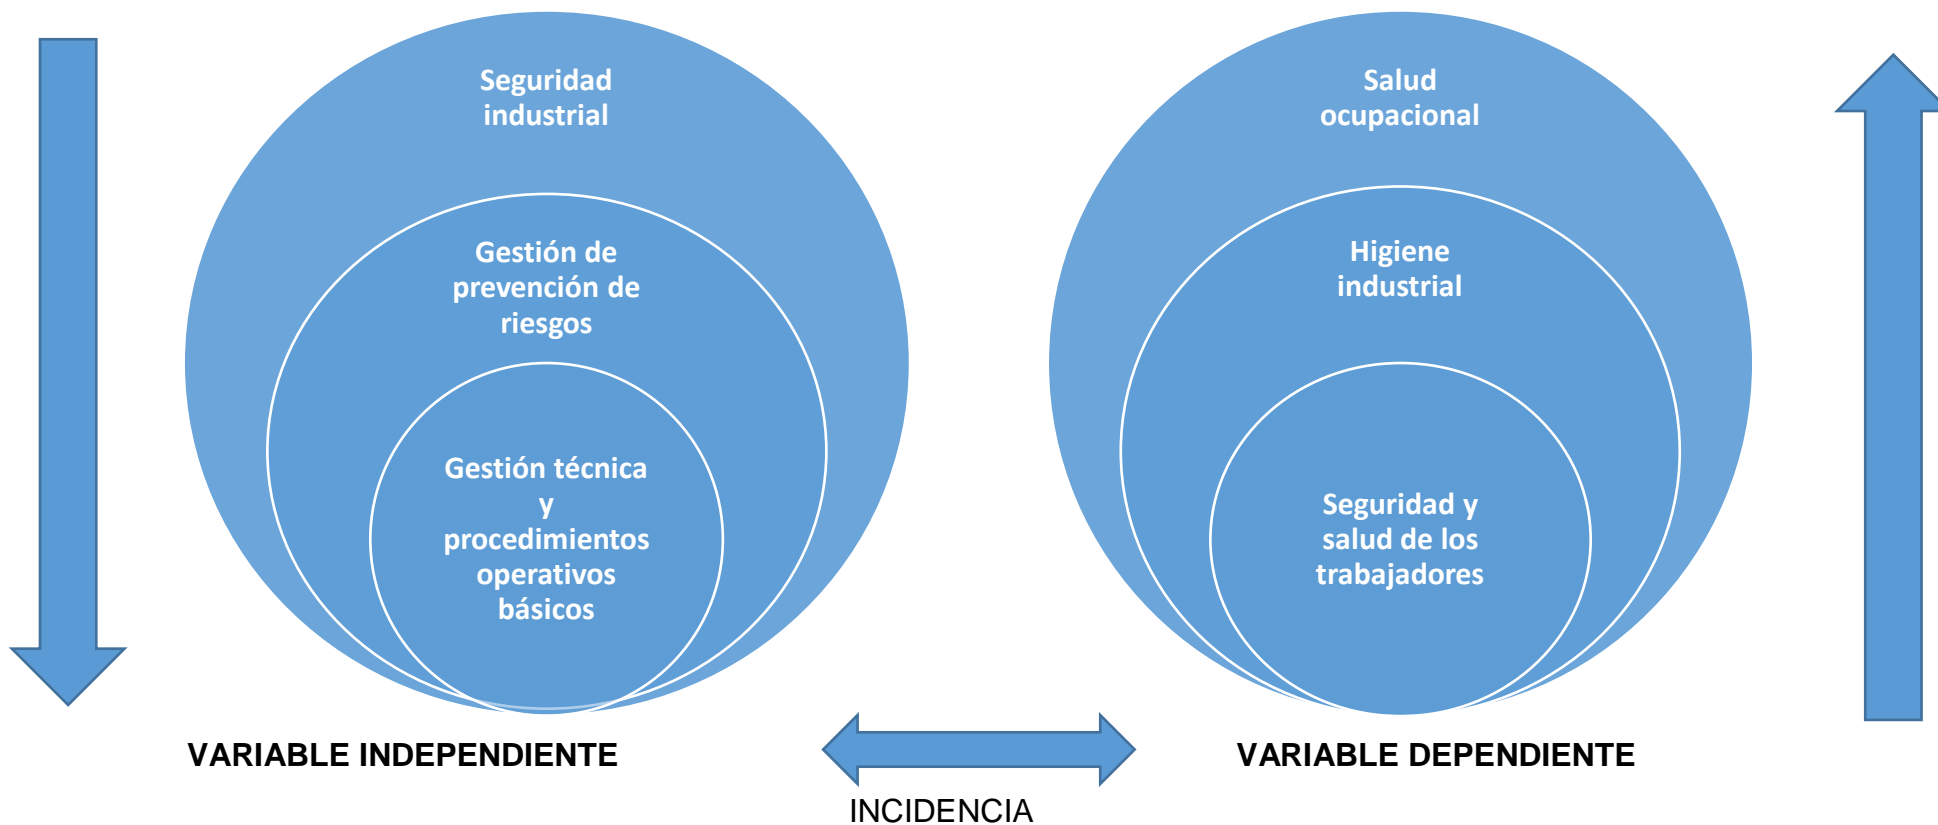 Seguridad
industrial
Gestión de
prevención de
riesgos
Gestión técnica
y
procedimientos
operativos
básicos
Salud
ocupacional
Higiene
industrial
Seguridad y
salud de los
trabajadores
VARIABLE INDEPENDIENTE
VARIABLE DEPENDIENTE
INCIDENCIA